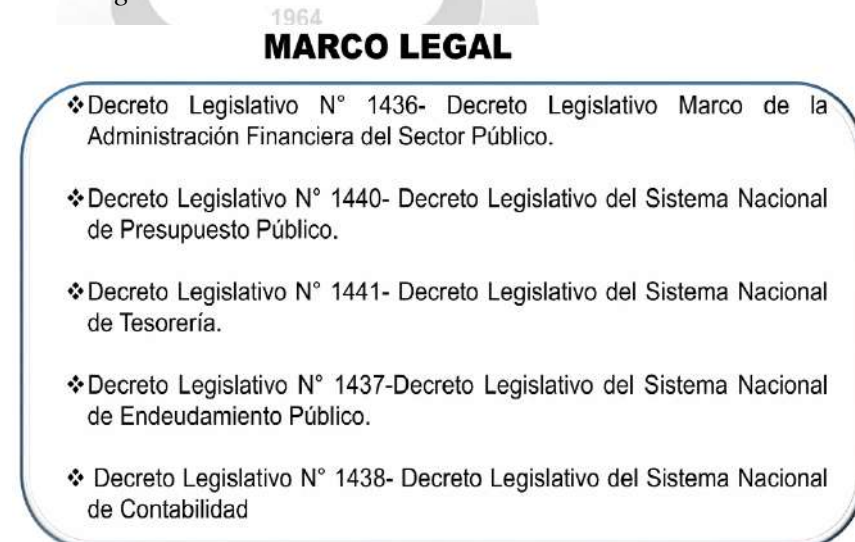 1964
MARCO LEGAL
❖Decreto Legislativo N° 1436- Decreto Legislativo Marco de la
Administración Financiera del Sector Público.
❖Decreto Legislativo N° 1440- Decreto Legislativo del Sistema Nacional
de Presupuesto Público.
❖Decreto Legislativo N° 1441- Decreto Legislativo del Sistema Nacional
de Tesorería.
❖Decreto Legislativo N° 1437-Decreto Legislativo del Sistema Nacional
de Endeudamiento Público.
❖ Decreto Legislativo N° 1438- Decreto Legislativo del Sistema Nacional
de Contabilidad